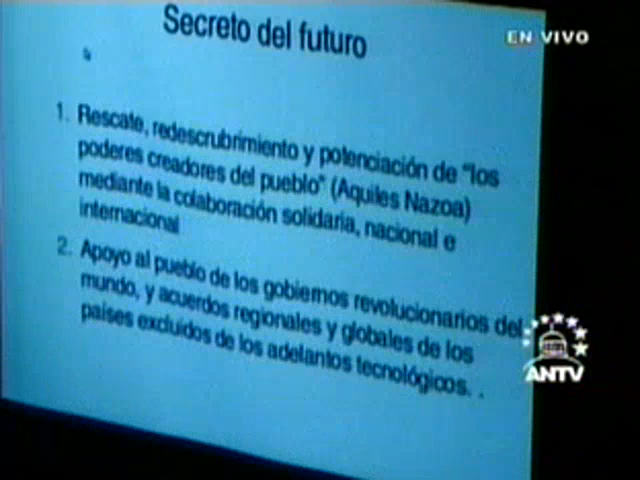 Secreto del futuro
EN VIVO
1. Rescate, redescrubrimiento y potenciación de "los
poderes creadores del pueblo" (Aquiles Nazoa)
mediante la colaboración solidaria, nacional e
internacional
2. Apoyo al pueblo de los gobiernos revolucionarios del
mundo, y acuerdos regionales y globales de los
países excluidos de los adelantos tecnológicos. .
ANTV